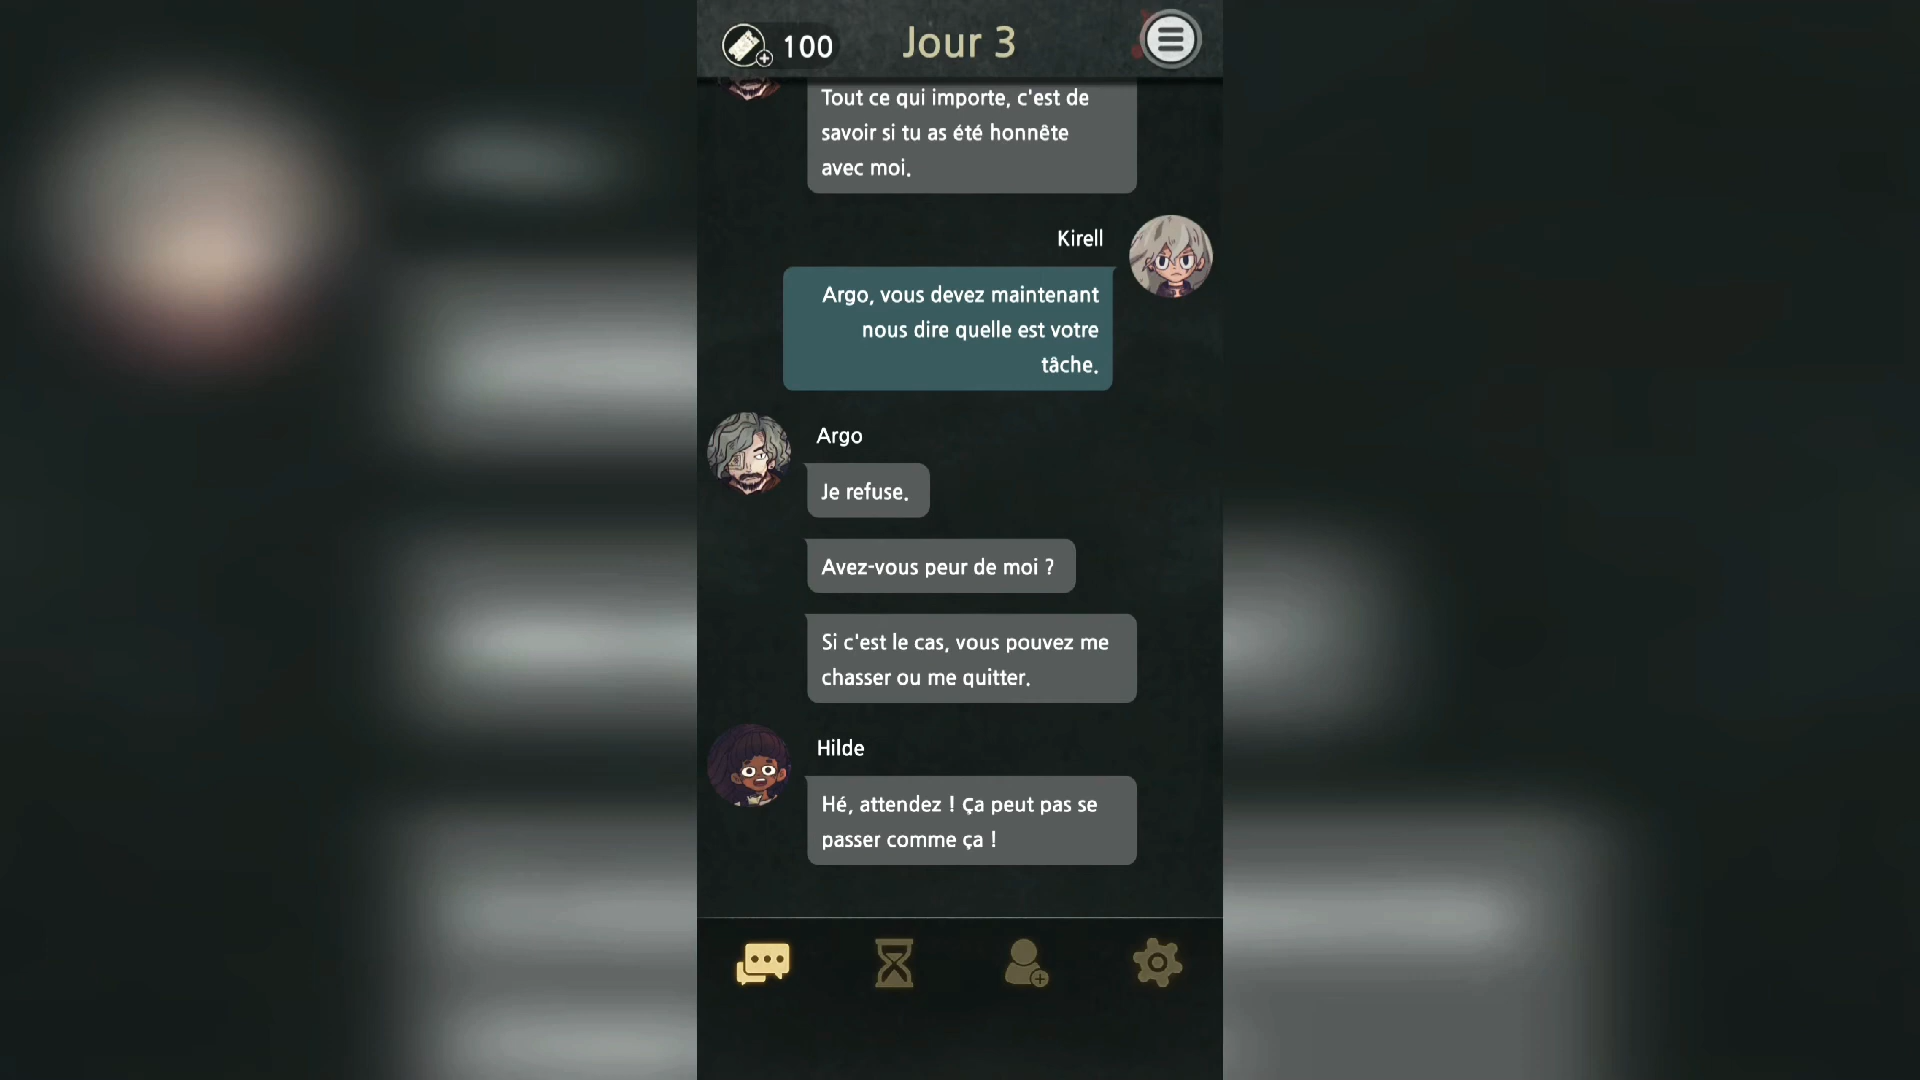 100
Jour 3
Tout ce qui importe, c'est de
savoir si tu as été honnête
avec moi.
Kirell
Argo, vous devez maintenant
nous dire quelle est votre
tâche.
Argo
Je refuse.
Avez-vous peur de moi ?
Si c'est le cas, vous pouvez me
chasser ou me quitter.
Hilde
Hé, attendez ! Ça peut pas se
passer comme ça !